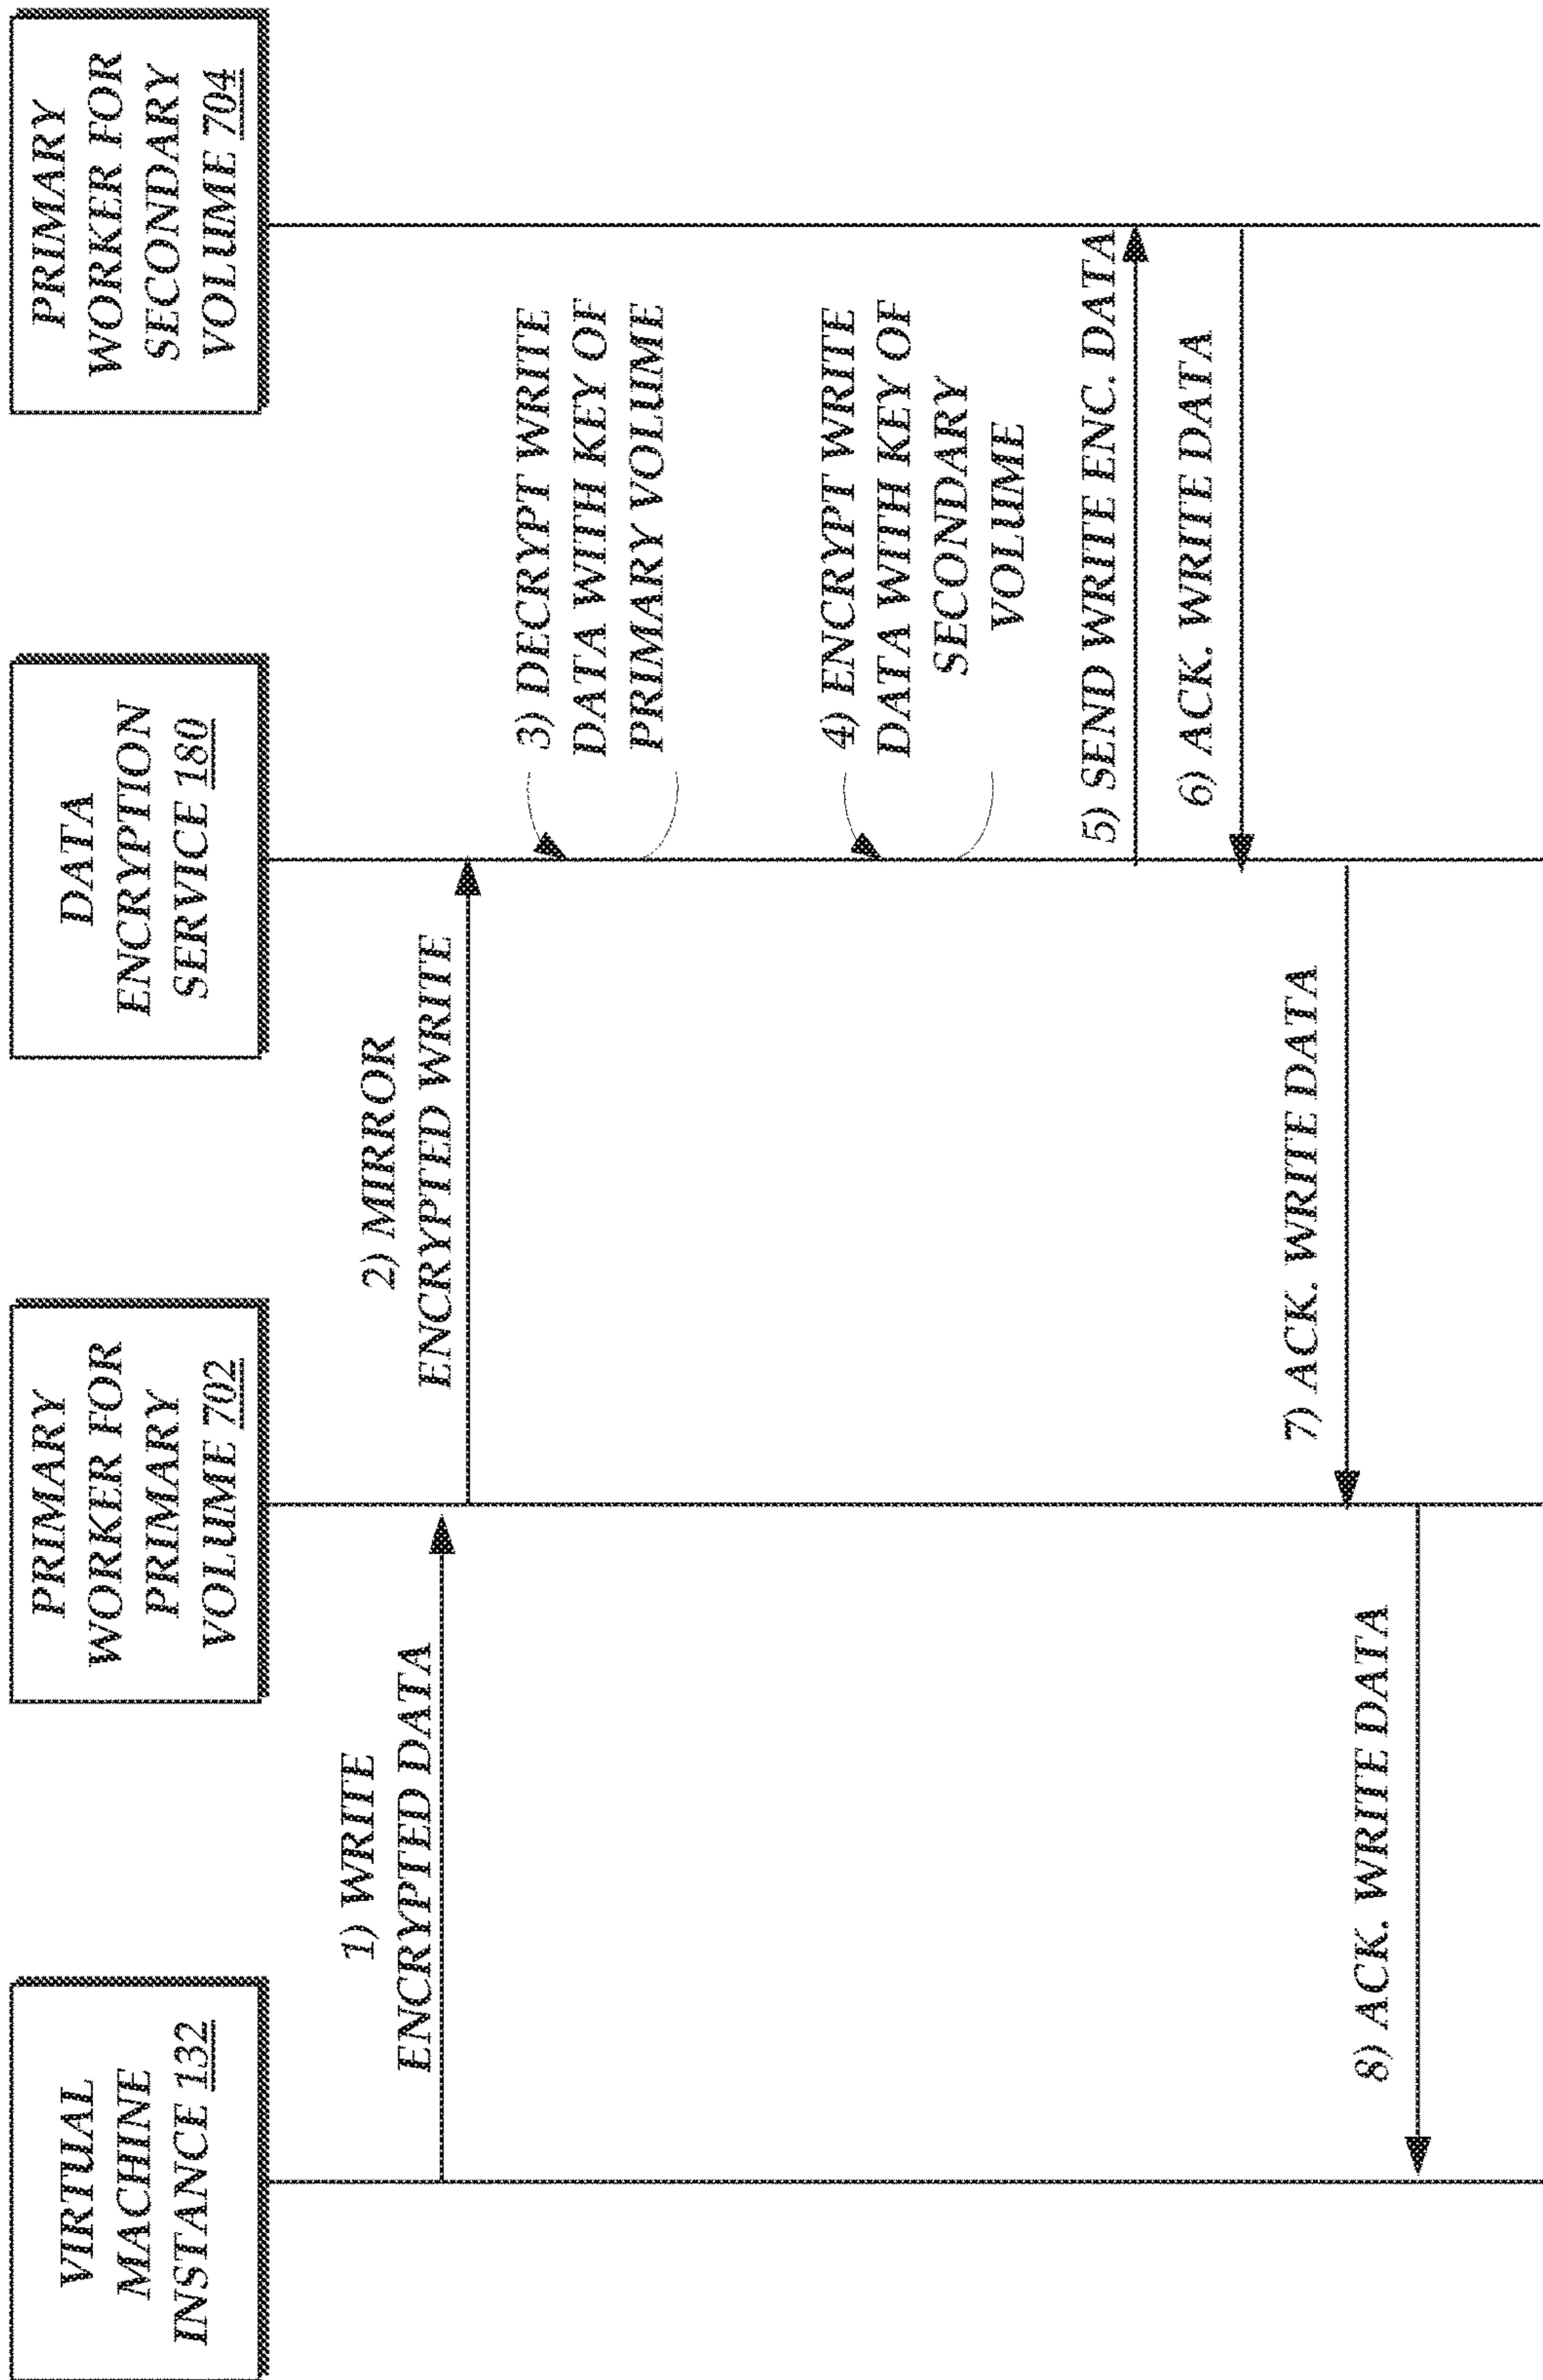 VIRTUAL
MACHINE
INSTANCE 132
PRIMARY
WORKER FOR
PRIMARY
VOLUME 702
DATA
ENCRYPTION
SERVICE 180
PRIMARY
WORKER FOR
SECONDARY
VOLUME 704
1) WRITE
ENCRYPTED DATA
2) MIRROR
ENCRYPTED WRITE
3) DECRYPT WRITE
DATA WITH KEY OF
PRIMARY VOLUME
4) ENCRYPT WRITE
DATA WITH KEY OF
SECONDARY
VOLUME
5) SEND WRITE ENC. DATA
6) ACK. WRITE DATA
7) ACK. WRITE DATA
8) ACK. WRITE DATA